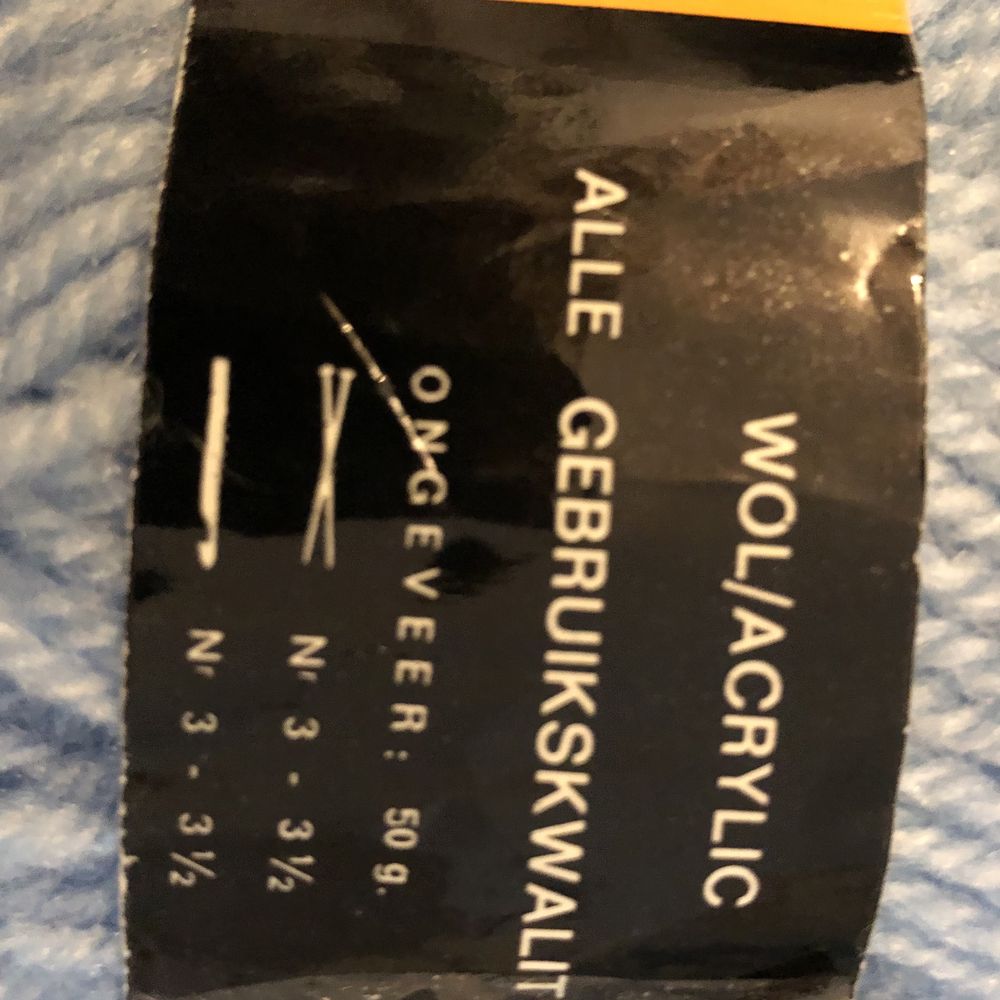 WOL/ACRYLIC
ALLE GEBRUIKSKWALIT
ONGEVEER: 50 g.
Nr 3 - 3½
Nr 3 - 3½